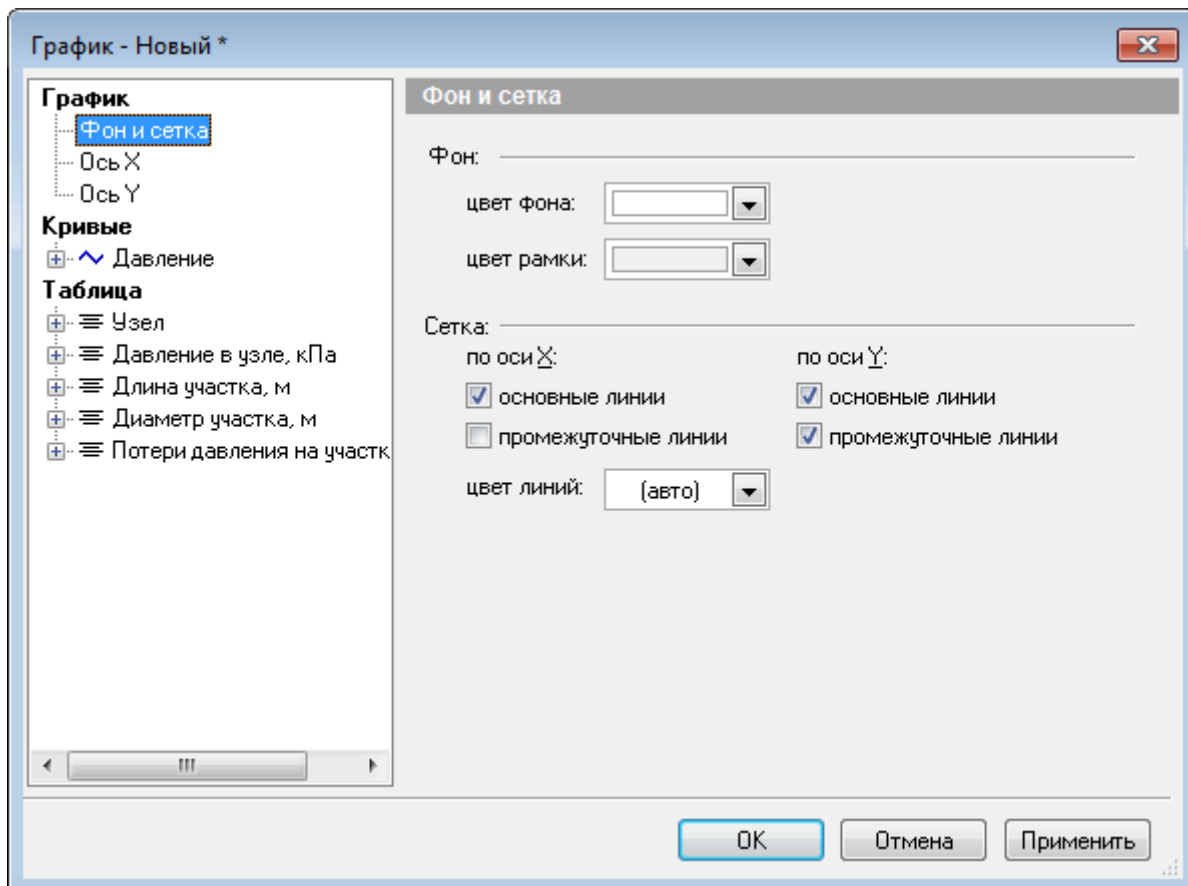 График - Новый *
График
Фон и сетка
Ось X
Ось Y
Кривые
Давление
Таблица
Узел
Давление в узле, кПа
Длина участка, м
Диаметр участка, м
Потери давления на участк
Фон и сетка
Фон:
цвет фона:
цвет рамки:
Сетка:
по оси X: по оси Y:
основные линии основные линии
промежуточные линии промежуточные линии
цвет линий: (авто)
OK Отмена Применить